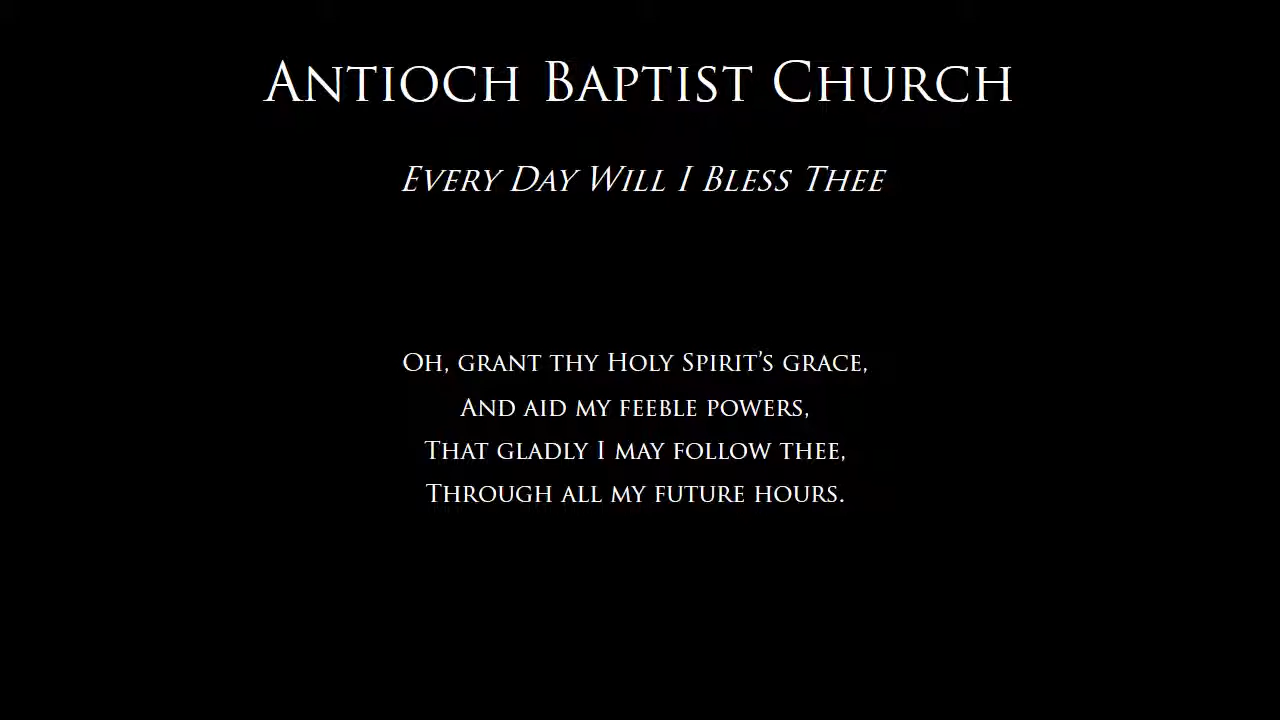 Antioch Baptist Church
Every Day Will I Bless Thee
Oh, grant thy Holy Spirit’s grace,
And aid my feeble powers,
That gladly I may follow thee,
Through all my future hours.